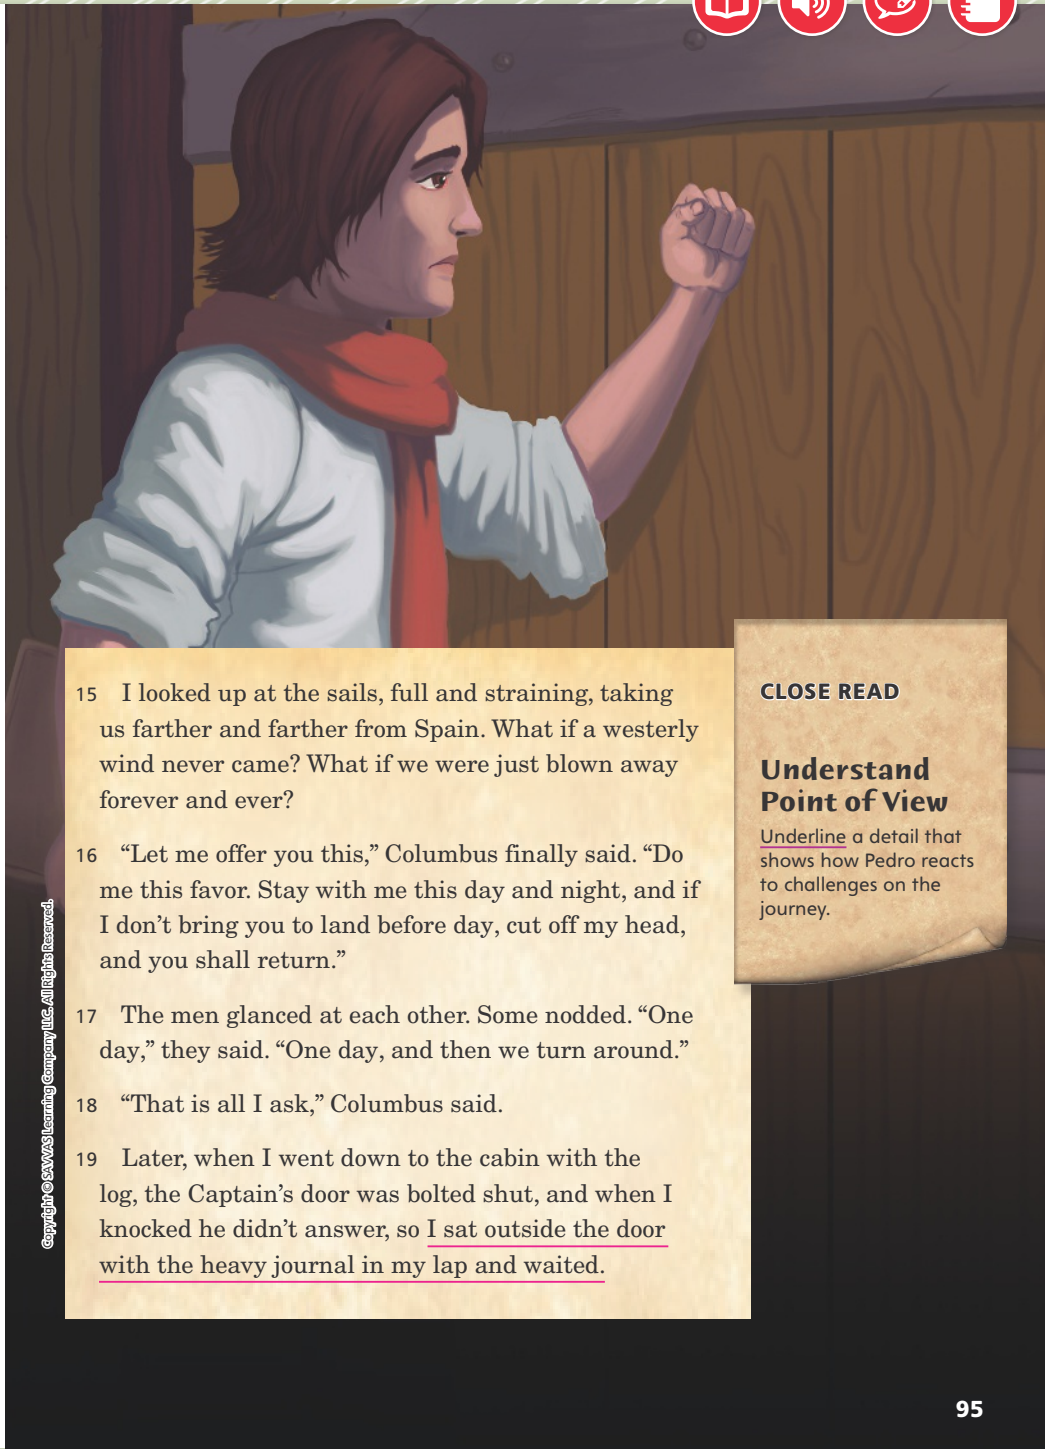 15 I looked up at the sails, full and straining, taking
us farther and farther from Spain. What if a westerly
wind never came? What if we were just blown away
forever and ever?
16 “Let me offer you this,” Columbus finally said. “Do
me this favor. Stay with me this day and night, and if
I don’t bring you to land before day, cut off my head,
and you shall return.”
17 The men glanced at each other. Some nodded. “One
day,” they said. “One day, and then we turn around.”
18 “That is all I ask,” Columbus said.
19 Later, when I went down to the cabin with the
log, the Captain’s door was bolted shut, and when I
knocked he didn’t answer, so I sat outside the door
with the heavy journal in my lap and waited.
CLOSE READ
Understand
Point of View
Underline a detail that
shows how Pedro reacts
to challenges on the
journey.
Copyright © SAVVAS Learning Company LLC. All Rights Reserved.
95